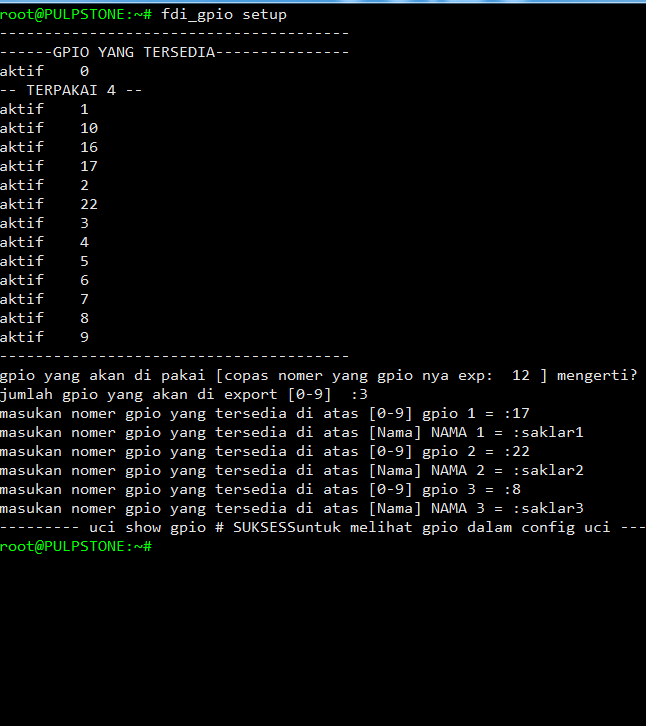 root@PULPSTONE:~# fdi_gpio setup
---------------------------------------
------GPIO YANG TERSEDIA---------------
aktif    0
-- TERPAKAI 4 --
aktif    1
aktif    10
aktif    16
aktif    17
aktif    2
aktif    22
aktif    3
aktif    4
aktif    5
aktif    6
aktif    7
aktif    8
aktif    9
---------------------------------------
gpio yang akan di pakai [copas nomer yang gpio nya exp:  12 ] mengerti?
jumlah gpio yang akan di export [0-9]  :3
masukan nomer gpio yang tersedia di atas [0-9] gpio 1 = :17
masukan nomer gpio yang tersedia di atas [Nama] NAMA 1 = :saklar1
masukan nomer gpio yang tersedia di atas [0-9] gpio 2 = :22
masukan nomer gpio yang tersedia di atas [Nama] NAMA 2 = :saklar2
masukan nomer gpio yang tersedia di atas [0-9] gpio 3 = :8
masukan nomer gpio yang tersedia di atas [Nama] NAMA 3 = :saklar3
--------- uci show gpio # SUKSESSuntuk melihat gpio dalam config uci ---
root@PULPSTONE:~#